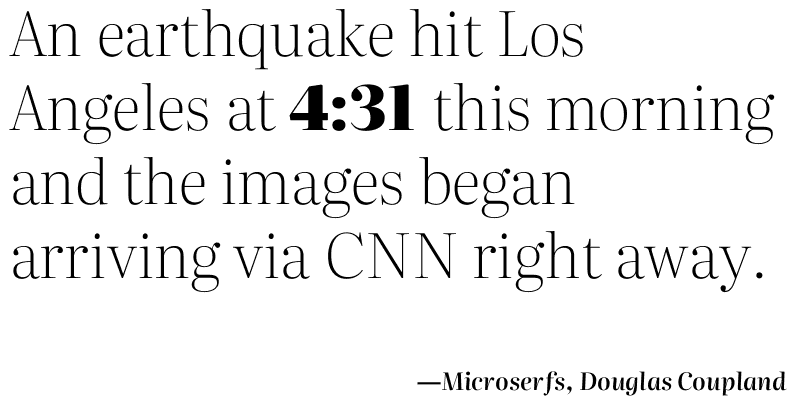 An earthquake hit Los
Angeles at 4:31 this morning
and the images began
arriving via CNN right away.
—Microserfs, Douglas Coupland